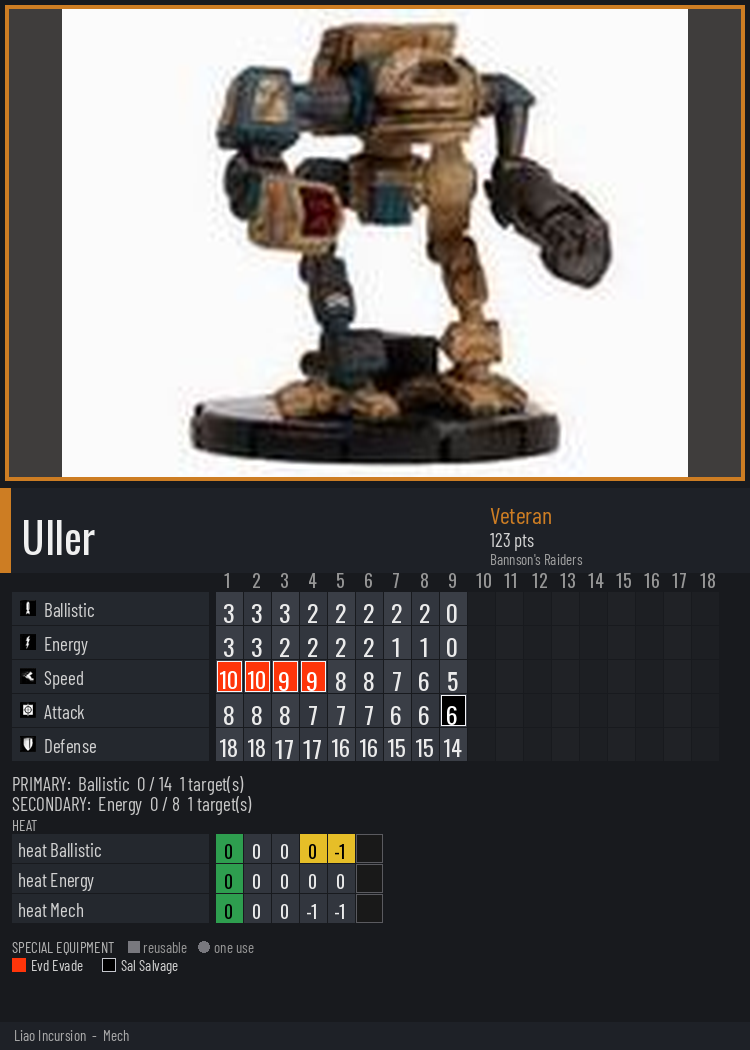 Uller
Veteran
123 pts
Bannson's Raiders
1 2 3 4 5 6 7 8 9 10 11 12 13 14 15 16 17 18
Ballistic 3 3 3 2 2 2 2 2 0
Energy 3 3 2 2 2 2 1 1 0
Speed 10 10 9 9 8 8 7 6 5
Attack 8 8 8 7 7 7 6 6 6
Defense 18 18 17 17 16 16 15 15 14
PRIMARY: Ballistic 0 / 14 1 target(s)
SECONDARY: Energy 0 / 8 1 target(s)
HEAT
heat Ballistic 0 0 0 0 -1
heat Energy 0 0 0 0 0
heat Mech 0 0 0 -1 -1
SPECIAL EQUIPMENT reusable one use
Evd Evade Sal Salvage
Liao Incursion - Mech